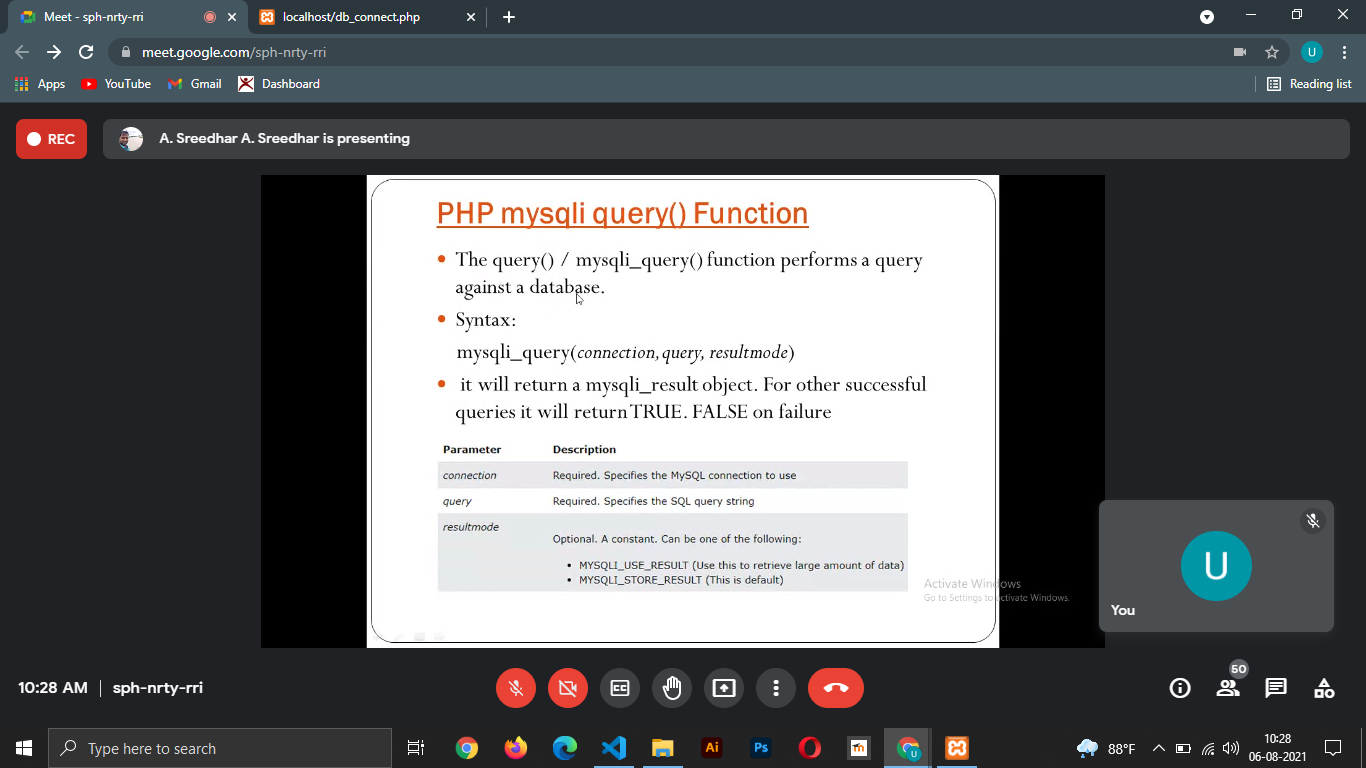 Meet - sph-nrty-rri
localhost/db_connect.php
meet.google.com/sph-nrty-rri
U
Apps
YouTube
Gmail
Dashboard
Reading list
REC
A. Sreedhar A. Sreedhar is presenting
PHP mysqli query() Function
• The query() / mysqli_query() function performs a query
against a database.
• Syntax:
mysqli_query(connection, query, resultmode)
• it will return a mysqli_result object. For other successful
queries it will return TRUE. FALSE on failure
Parameter Description
connection Required. Specifies the MySQL connection to use
query Required. Specifies the SQL query string
resultmode
Optional. A constant. Can be one of the following:
• MYSQLI_USE_RESULT (Use this to retrieve large amount of data)
• MYSQLI_STORE_RESULT (This is default)
U
You
Activate Windows
Go to Settings to activate Windows.
10:28 AM | sph-nrty-rri
CC
50
Type here to search
Ai
Ps
m
U
88°F
10:28
06-08-2021